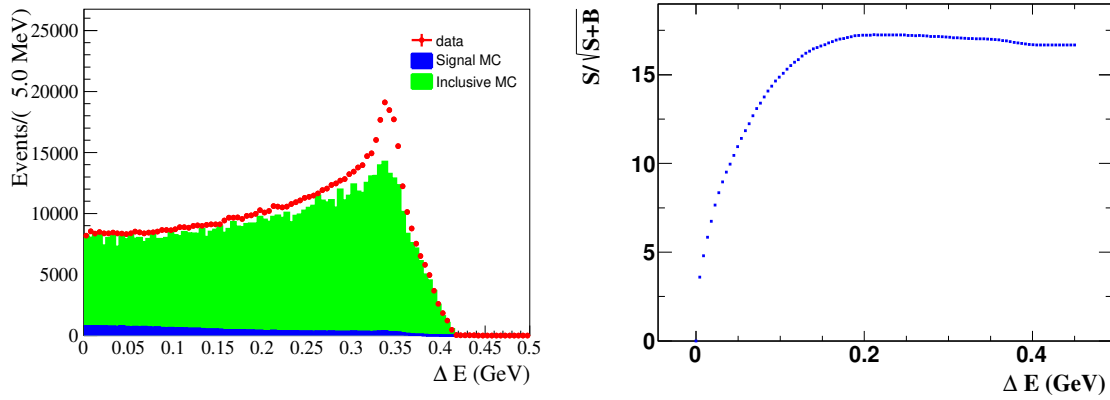 Events/( 5.0 MeV)
25000
20000
15000
10000
5000
0
data
Signal MC
Inclusive MC
0 0.05 0.1 0.15 0.2 0.25 0.3 0.35 0.4 0.45 0.5
Δ E (GeV)
S/√S+B
15
10
5
0
0 0.2 0.4
Δ E (GeV)